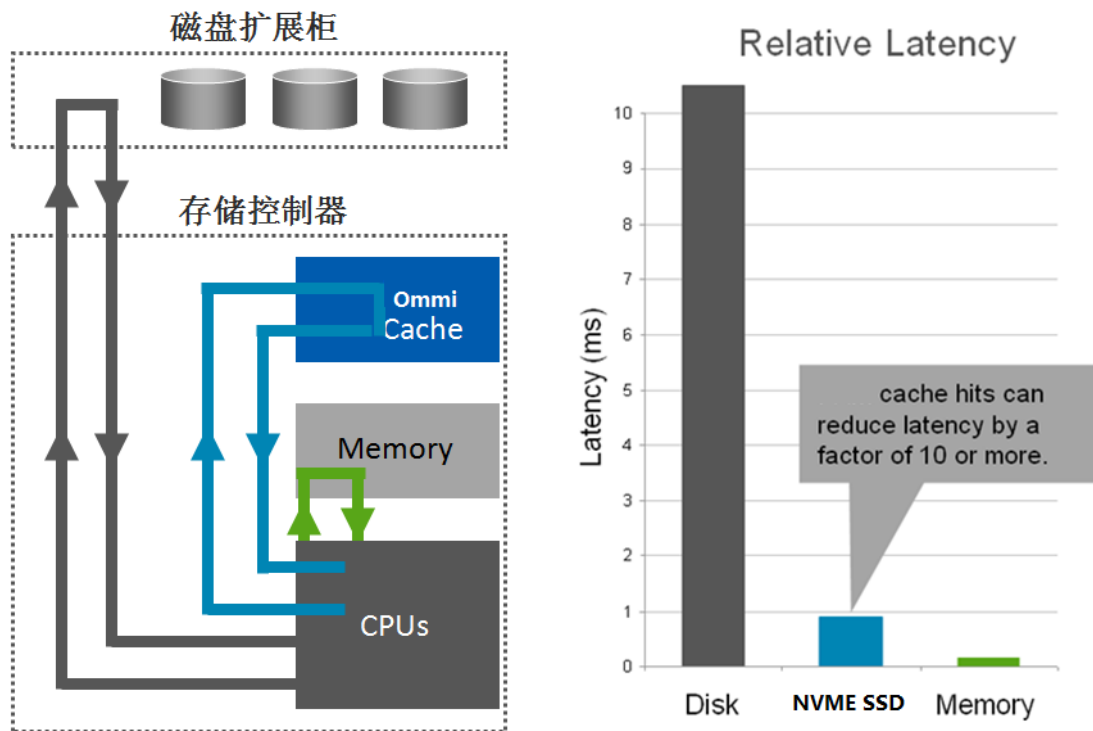 磁盘扩展柜
存储控制器
Ommi
Cache
Memory
CPUs
Relative Latency
Latency (ms)
10
9
8
7
6
5
4
3
2
1
0
cache hits can
reduce latency by a
factor of 10 or more.
Disk
NVME SSD
Memory